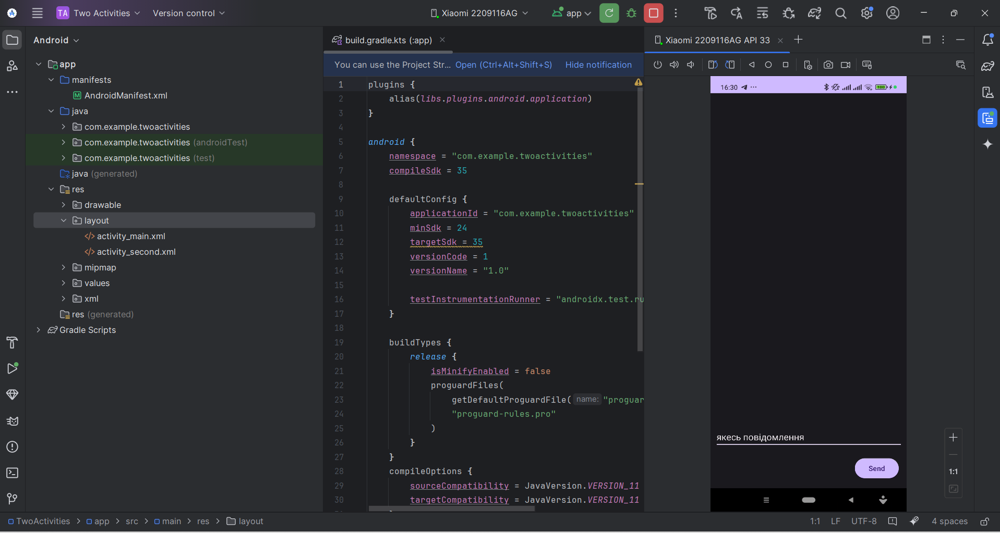 TA Two Activities Version control Xiaomi 2209116AG app
Android
app
manifests
AndroidManifest.xml
java
com.example.twoactivities
com.example.twoactivities (androidTest)
com.example.twoactivities (test)
java (generated)
res
drawable
layout
activity_main.xml
activity_second.xml
mipmap
values
xml
res (generated)
Gradle Scripts
build.gradle.kts (:app)
You can use the Project Str... Open (Ctrl+Alt+Shift+S) Hide notification
1 plugins {
2 alias(libs.plugins.android.application)
3 }
4
5 android {
6 namespace = "com.example.twoactivities"
7 compileSdk = 35
8
9 defaultConfig {
10 applicationId = "com.example.twoactivities"
11 minSdk = 24
12 targetSdk = 35
13 versionCode = 1
14 versionName = "1.0"
15
16 testInstrumentationRunner = "androidx.test.ru
17 }
18
19 buildTypes {
20 release {
21 isMinifyEnabled = false
22 proguardFiles(
23 getDefaultProguardFile( name: "proguar
24 "proguard-rules.pro"
25 )
26 }
27 }
28 compileOptions {
29 sourceCompatibility = JavaVersion.VERSION_11
30 targetCompatibility = JavaVersion.VERSION_11
Xiaomi 2209116AG API 33
16:30 100
якесь повідомлення
Send
1:1
TwoActivities > app > src > main > res > layout
1:1 LF UTF-8 4 spaces